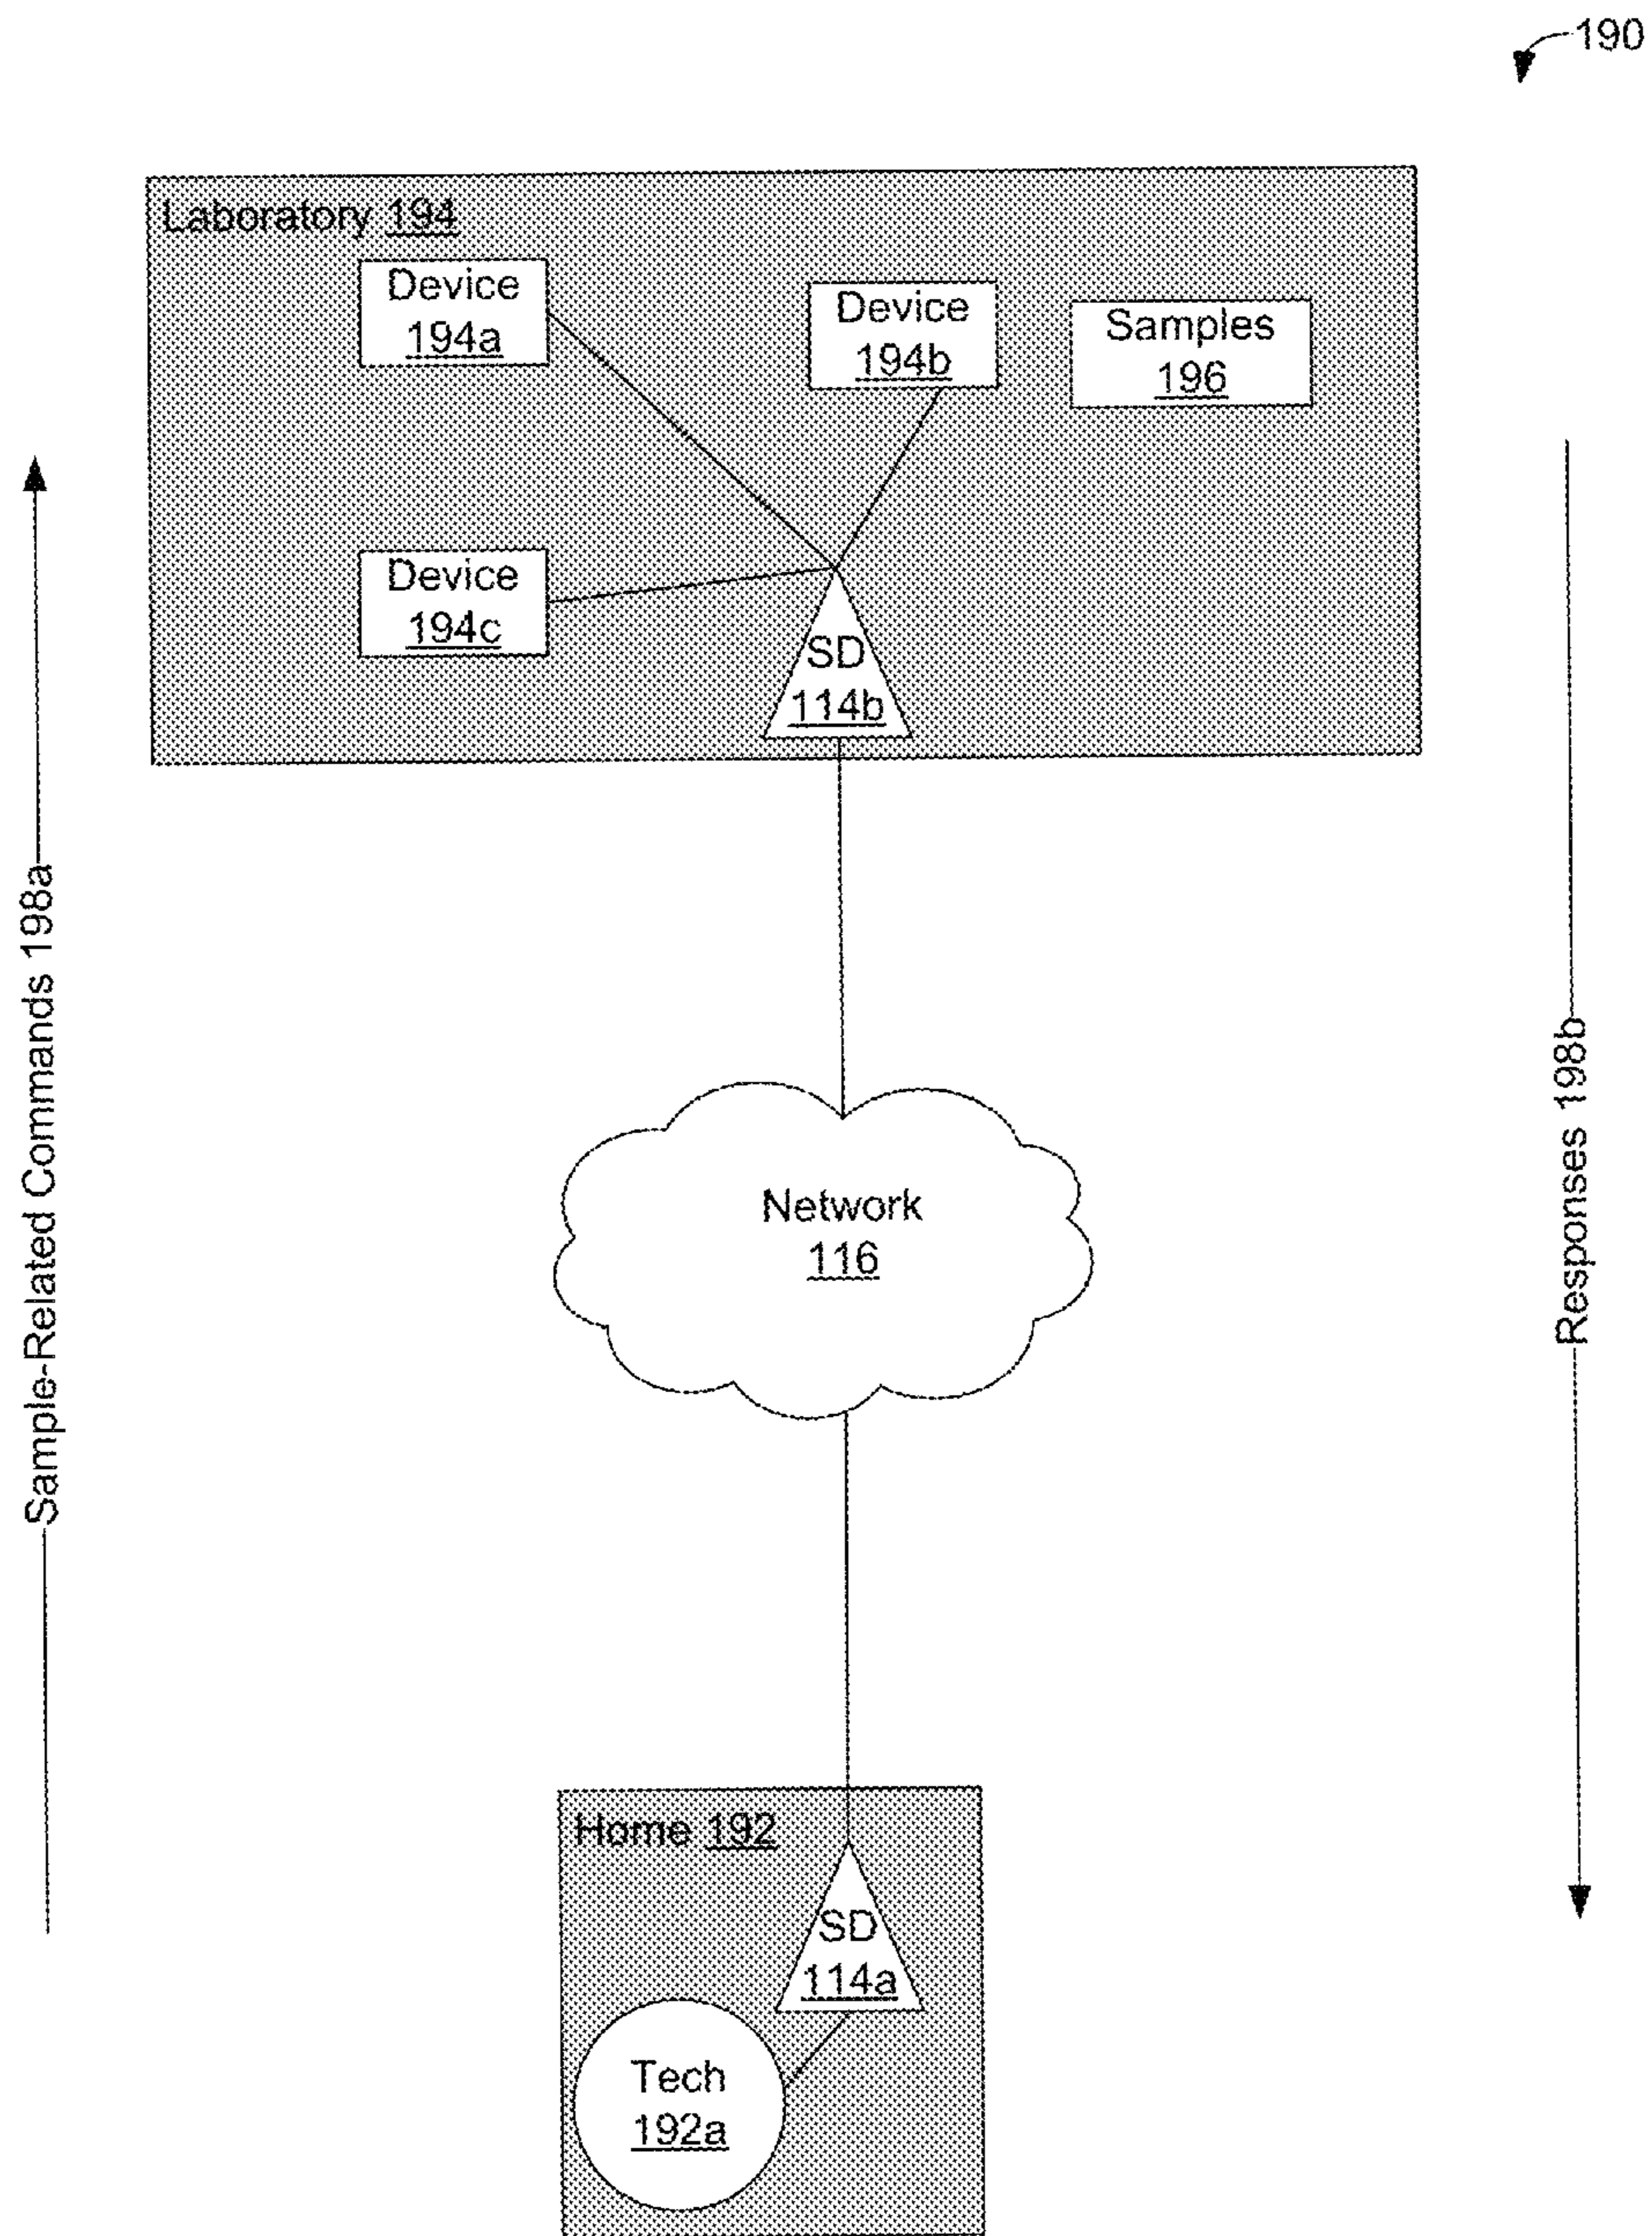 190
Laboratory 194
Device
194a
Device
194b
Samples
196
Device
194c
SD
114b
Sample-Related Commands 198a
Responses 198b
Network
116
Home 192
SD
114a
Tech
192a